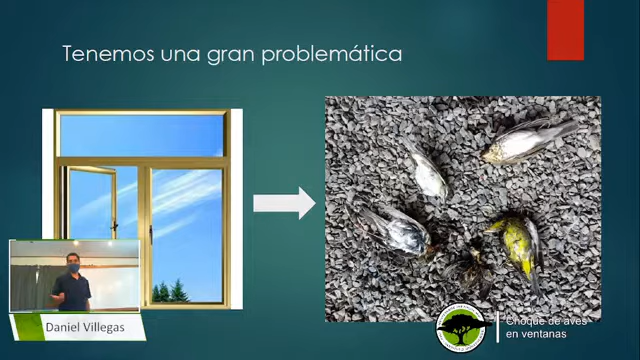 Tenemos una gran problemática
Daniel Villegas
Choque de aves
en ventanas